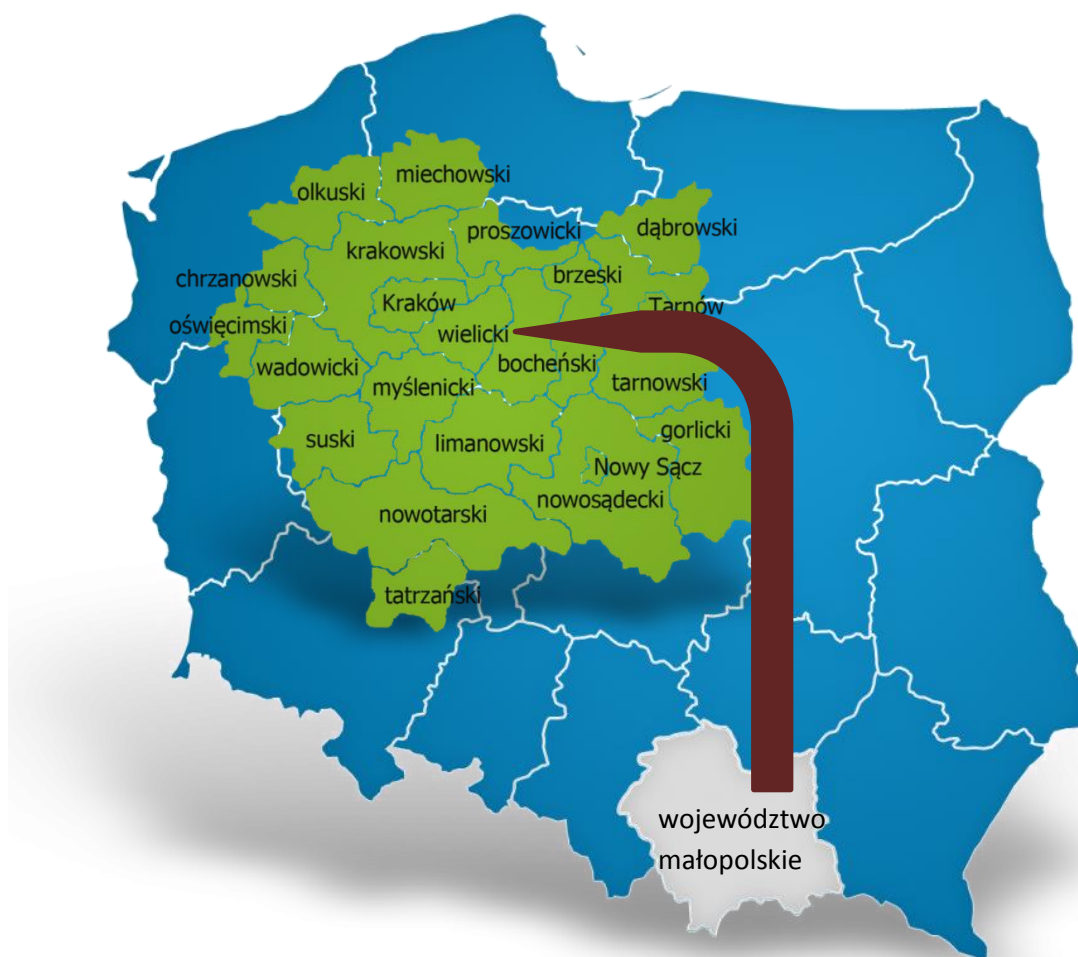 miechowski
olkuski
proszowicki
dąbrowski
krakowski
chrzanowski
brzeski
Kraków
Tarnów
oświęcimski
wielicki
wadowicki
bocheński
myślenicki
tarnowski
suski
limanowski
gorlicki
Nowy Sącz
nowosądecki
nowotarski
tatrzański
województwo
małopolskie